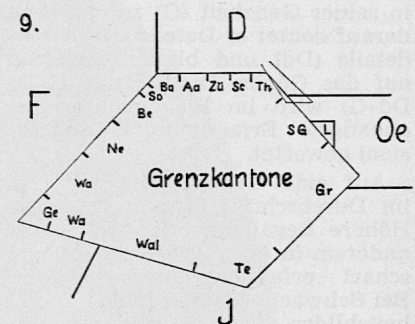 9.
D
F
Oe
J
Ba Aa Zü Sc Th
So
Be
Ne
Wa
Ge Wa
Wal
Te
Gr
SG L
Grenzkantone